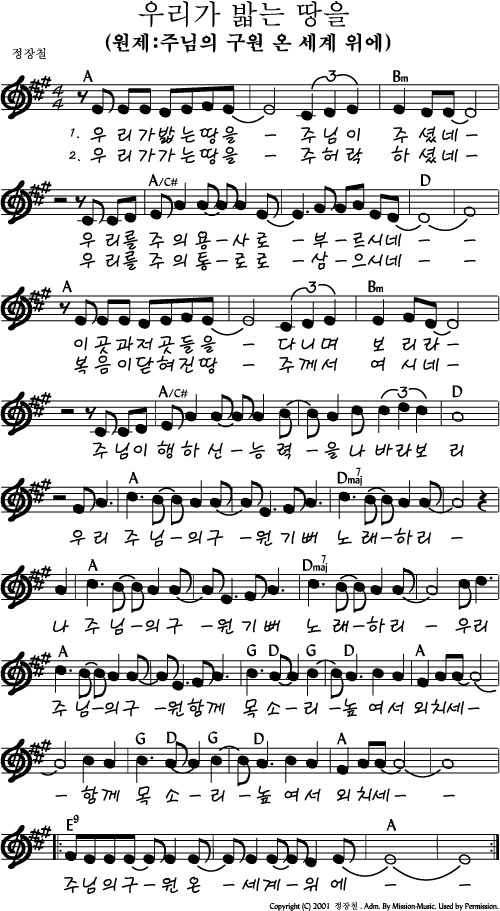 우리가 밟는 땅을
(원제:주님의 구원 온 세계 위에)
정장철
A Bm
1. 우 리가밟는땅을 - 주님이 주 셨네-
2. 우 리가가는땅을 - 주허락 하 셨네-
A/C# D
우리를 주 의 용-사로 - 부-르시네 - -
우리를 주 의 통-로로 - 삼-으시네 - -
A Bm
이 곳과저곳들을 - 다니며 보 리라-
복음이닫혀진땅 - 주께서 여 시네-
A/C# 3 D
주님이 행 하 신-능 력 -을 나 바라보 리
A Dmaj7
우 리 주 님-의구 -원기뻐 노 래-하리 -
A Dmaj7
나 주 님-의구 -원기뻐 노 래-하리 - 우리
A G D G D A
주 님-의구 -원함께 목 소-리-높 여서 외치세-
G D G D A
- 함께 목 소-리-높 여서 외치세- -
E9 A
주님의구-원온 -세계-위 에- - -
Copyright (C) 2001 정장철 . Adm. By Mission-Music. Used by Permission.